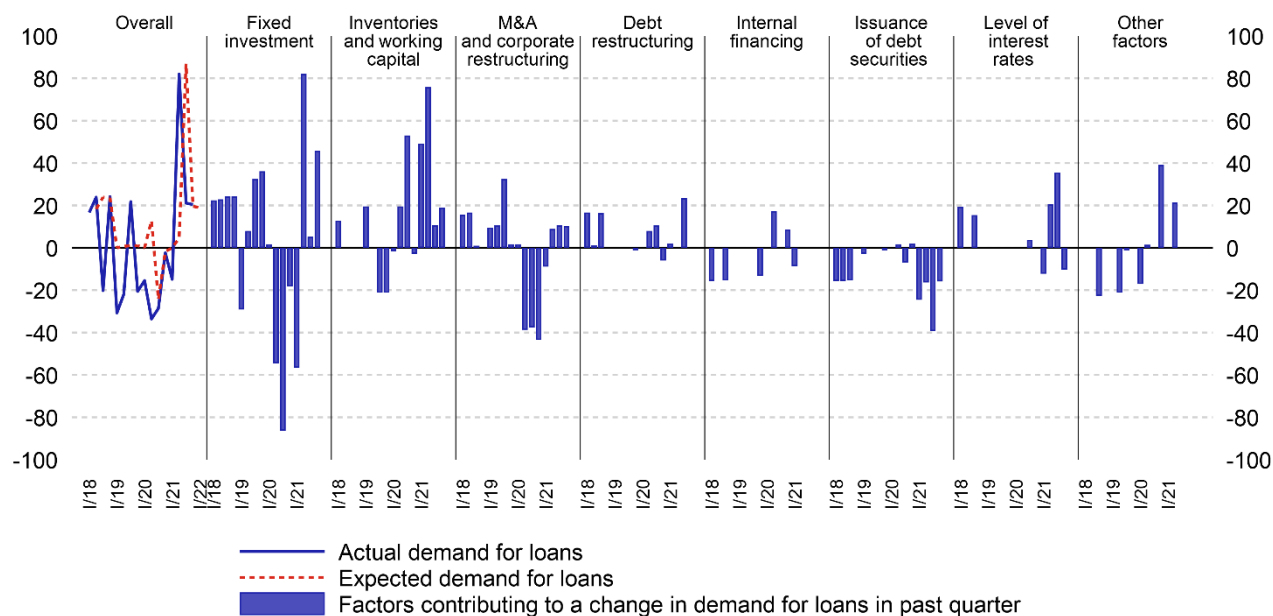 Overall
Fixed
investment
Inventories
and working
capital
M&A
and corporate
restructuring
Debt
restructuring
Internal
financing
Issuance
of debt
securities
Level of
interest
rates
Other
factors
100
80
60
40
20
0
-20
-40
-60
-80
-100
100
80
60
40
20
0
-20
-40
-60
-80
-100
I/18
I/19
I/20
I/21
I/22
I/18
I/19
I/20
I/21
I/18
I/19
I/20
I/21
I/18
I/19
I/20
I/21
I/18
I/19
I/20
I/21
I/18
I/19
I/20
I/21
I/18
I/19
I/20
I/21
I/18
I/19
I/20
I/21
I/18
I/19
I/20
I/21
Actual demand for loans
Expected demand for loans
Factors contributing to a change in demand for loans in past quarter